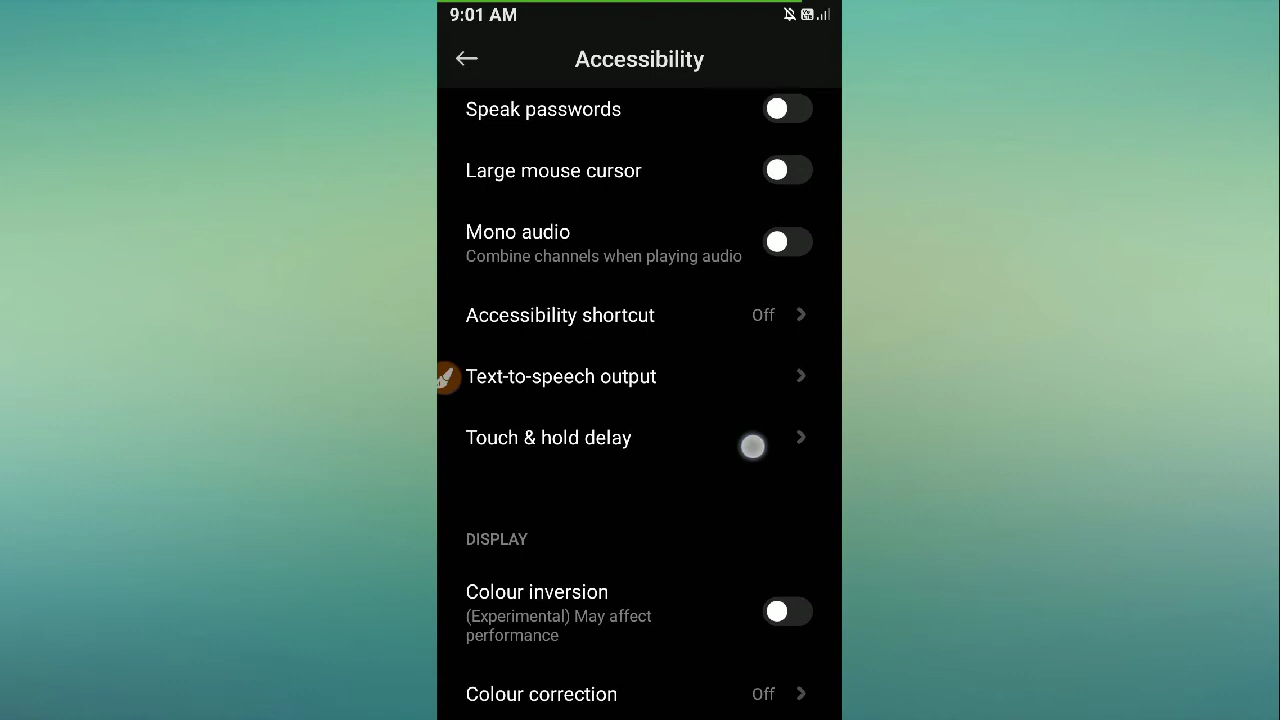 9:01 AM
Accessibility
Speak passwords
Large mouse cursor
Mono audio
Combine channels when playing audio
Accessibility shortcut Off
Text-to-speech output
Touch & hold delay
DISPLAY
Colour inversion
(Experimental) May affect
performance
Colour correction Off